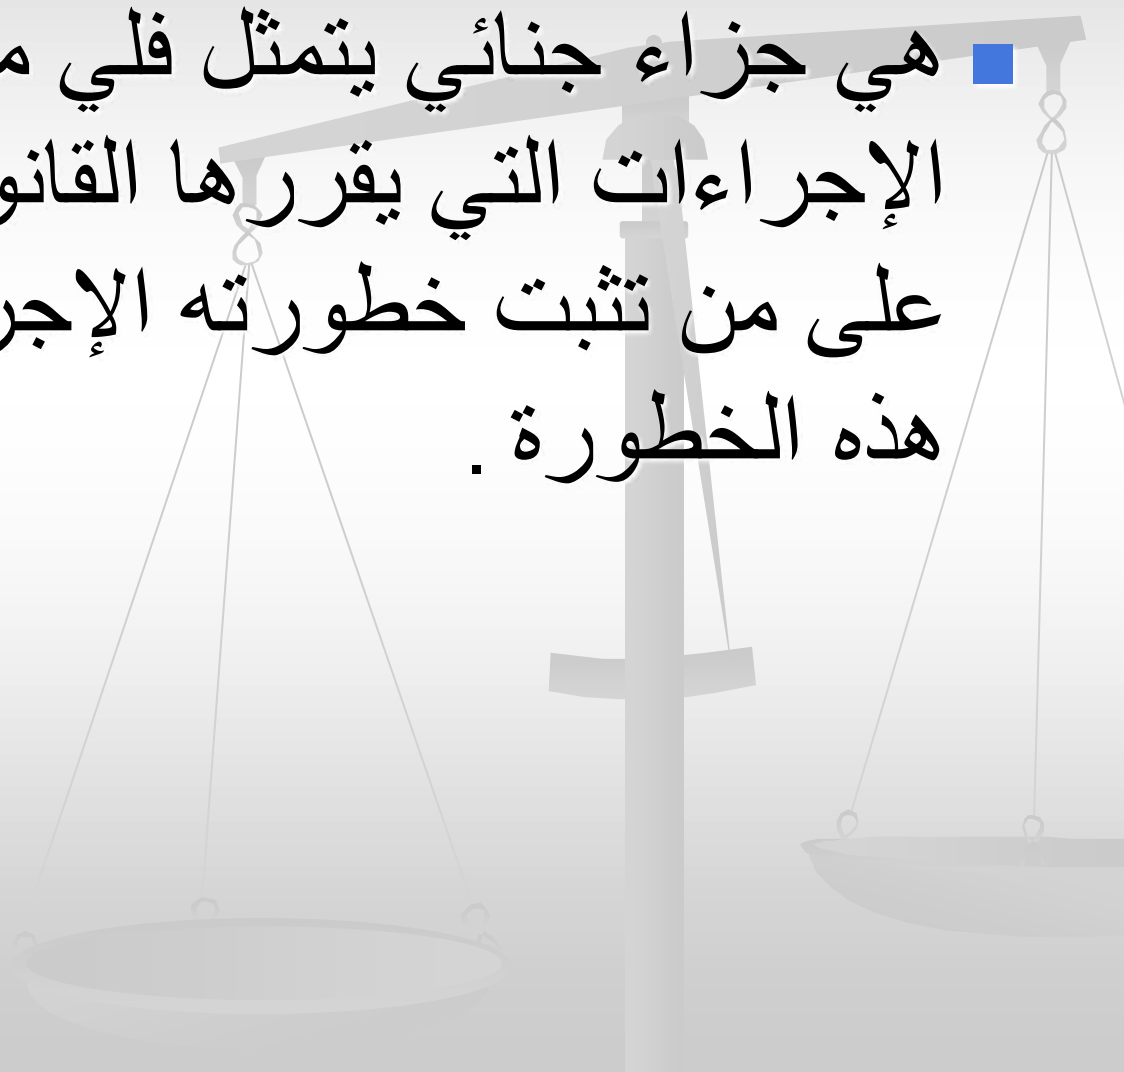 هي جزاء جنائي يتمثل فلي
الإجراءات التي يقررها
على من تثبت خطورته
هذه الخطورة .